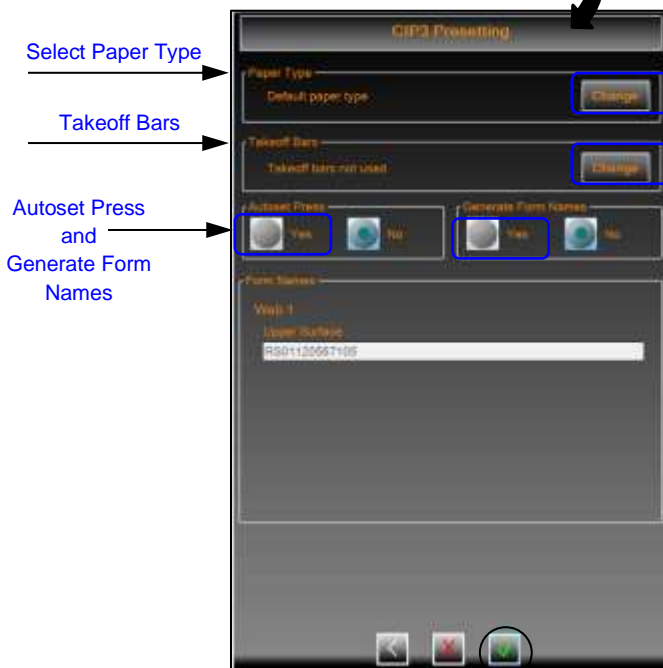 CIP3 Presetting
Select Paper Type
Paper Type
Default paper type
Change
Takeoff Bars
Takeoff Bars
Takeoff bars not used
Change
Autoset Press
and
Generate Form
Names
Autoset Press
Yes
No
Generate Form Names
Yes
No
Form Names
Web 1
Upper Surface
RS01120567105